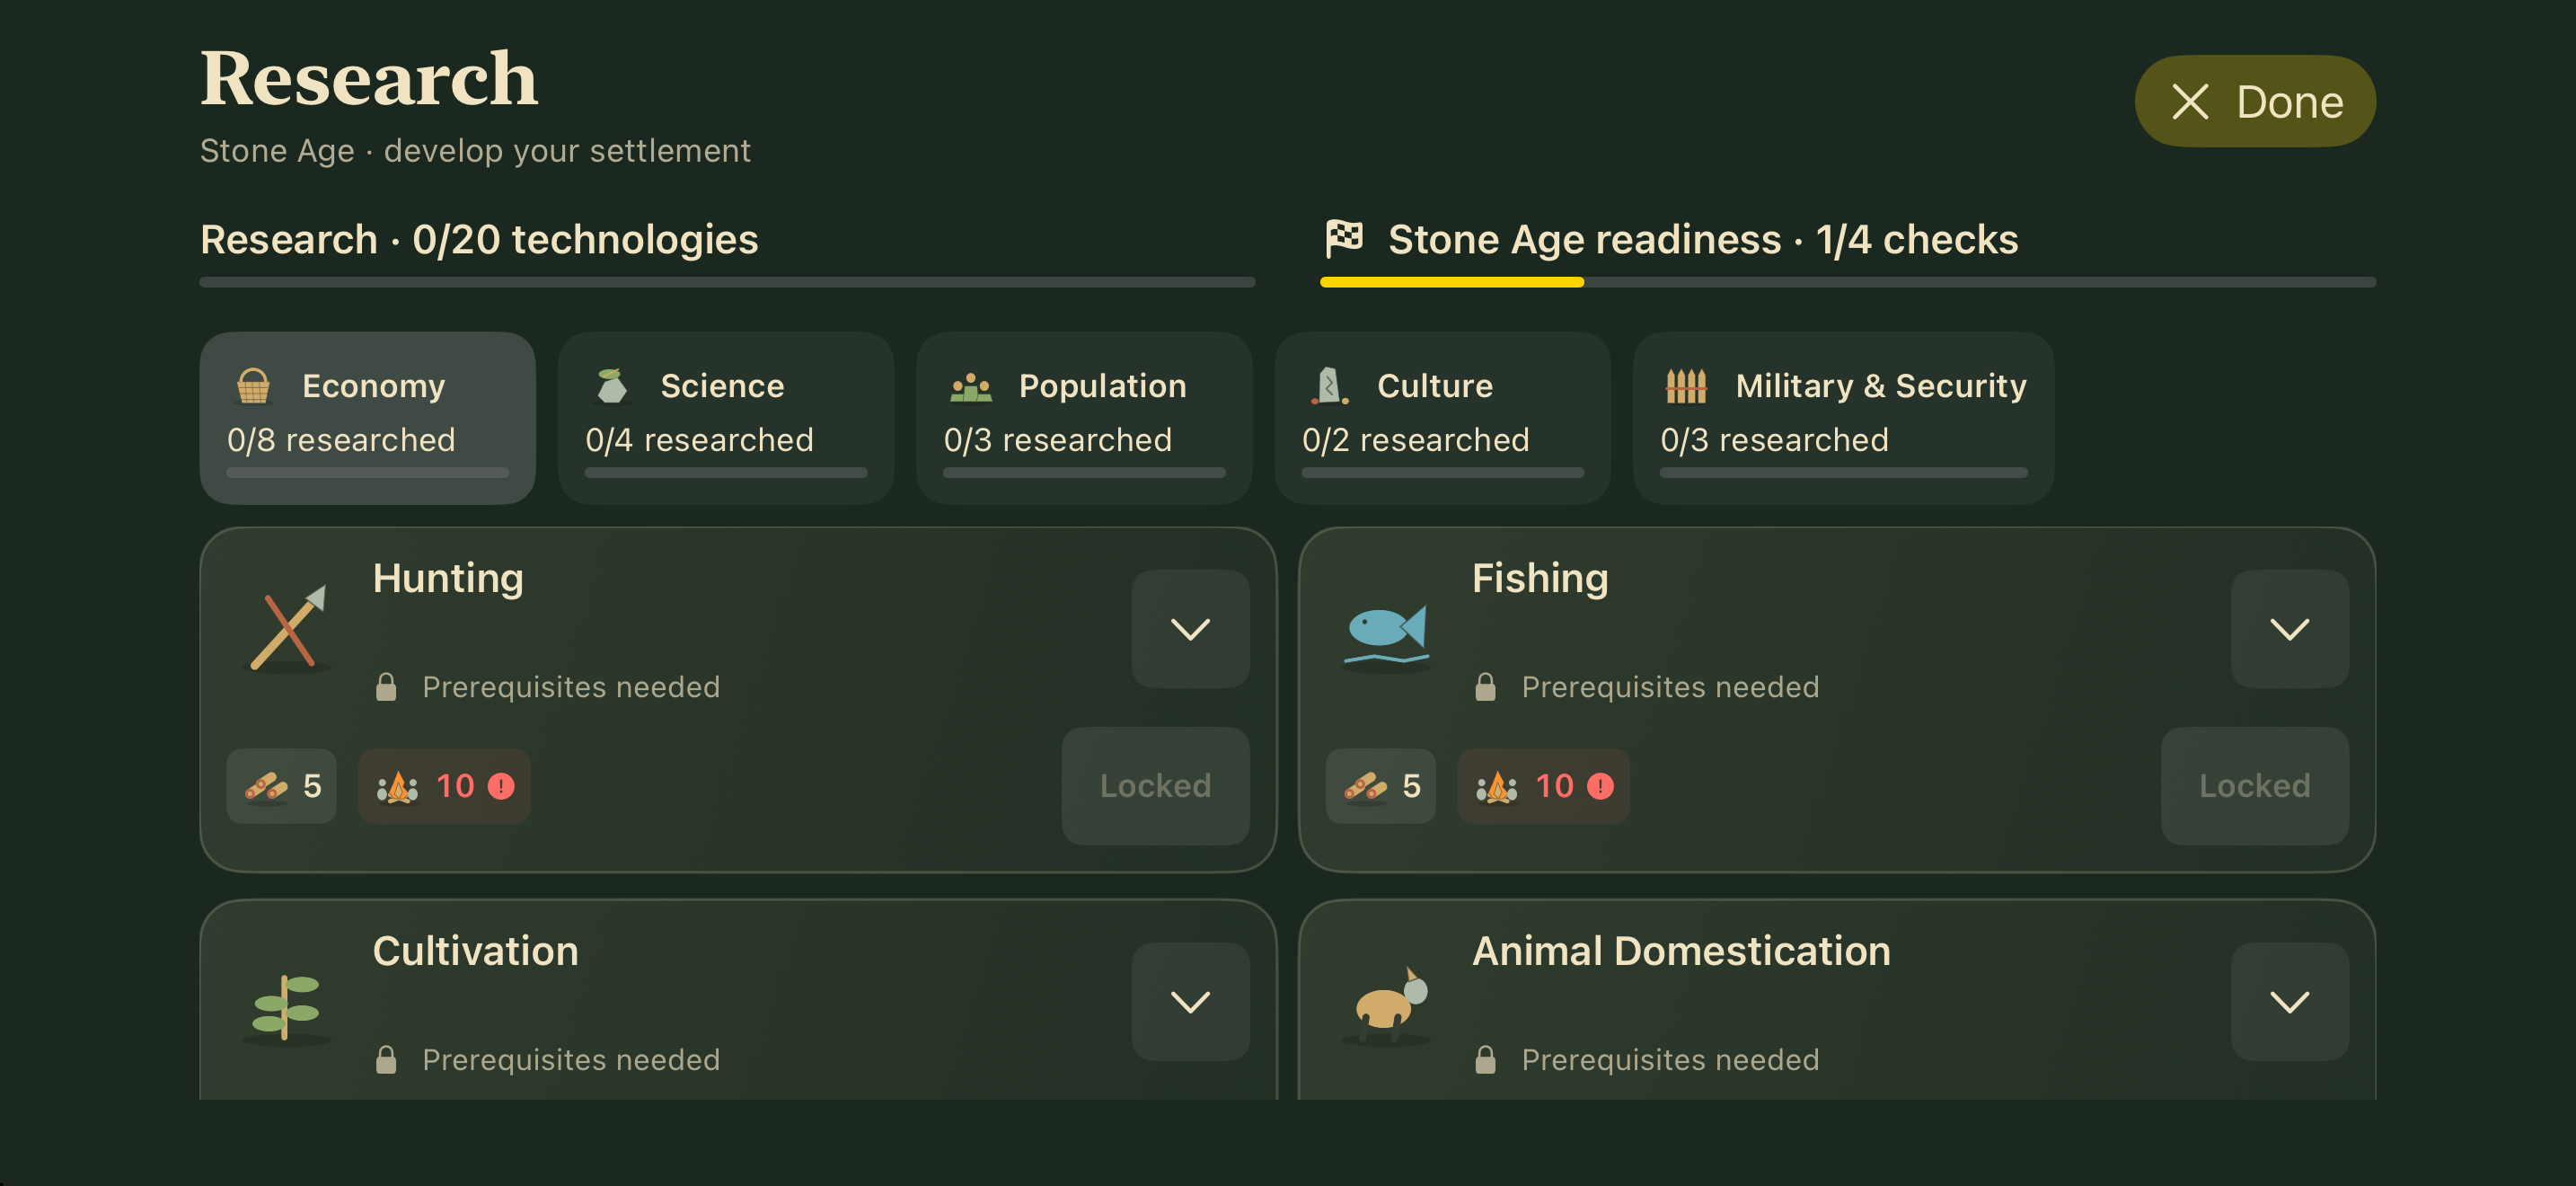 Research
Done
Stone Age · develop your settlement
Research · 0/20 technologies
Stone Age readiness · 1/4 checks
Economy
0/8 researched
Science
0/4 researched
Population
0/3 researched
Culture
0/2 researched
Military & Security
0/3 researched
Hunting
Prerequisites needed
5
10
Locked
Fishing
Prerequisites needed
5
10
Locked
Cultivation
Prerequisites needed
Animal Domestication
Prerequisites needed